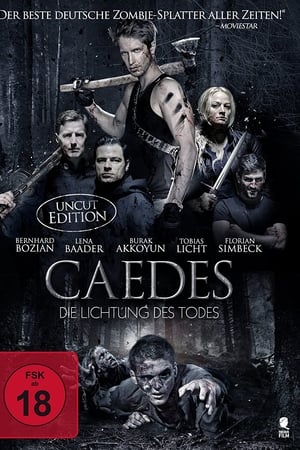 „DER BESTE DEUTSCHE ZOMBIE-SPLATTER ALLER ZEITEN!“
- MOVIESTAR
UNCUT
EDITION
BERNHARD BOZIAN LENA BAADER BURAK AKKOYUN TOBIAS LICHT FLORIAN SIMBECK
CAEDES
DIE LICHTUNG DES TODES
FSK
ab
18